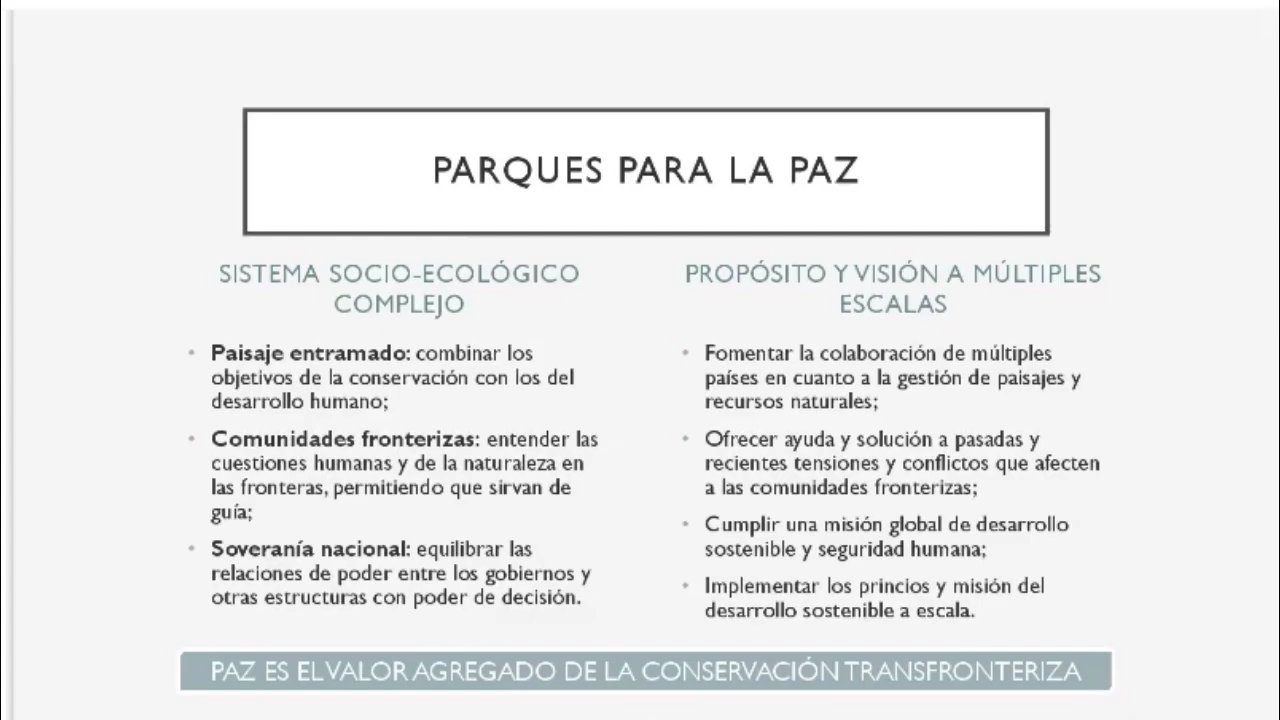 PARQUES PARA LA PAZ
SISTEMA SOCIO-ECOLÓGICO
COMPLEJO
• Paisaje entramado: combinar los
objetivos de la conservación con los del
desarrollo humano;
• Comunidades fronterizas: entender las
cuestiones humanas y de la naturaleza en
las fronteras, permitiendo que sirvan de
guía;
• Soveranía nacional: equilibrar las
relaciones de poder entre los gobiernos y
otras estructuras con poder de decisión.
PROPÓSITO Y VISIÓN A MÚLTIPLES
ESCALAS
• Fomentar la colaboración de múltiples
países en cuanto a la gestión de paisajes y
recursos naturales;
• Ofrecer ayuda y solución a pasadas y
recientes tensiones y conflictos que afecten
a las comunidades fronterizas;
• Cumplir una misión global de desarrollo
sostenible y seguridad humana;
• Implementar los princios y misión del
desarrollo sostenible a escala.
PAZ ES EL VALOR AGREGADO DE LA CONSERVACIÓN TRANSFRONTERIZA